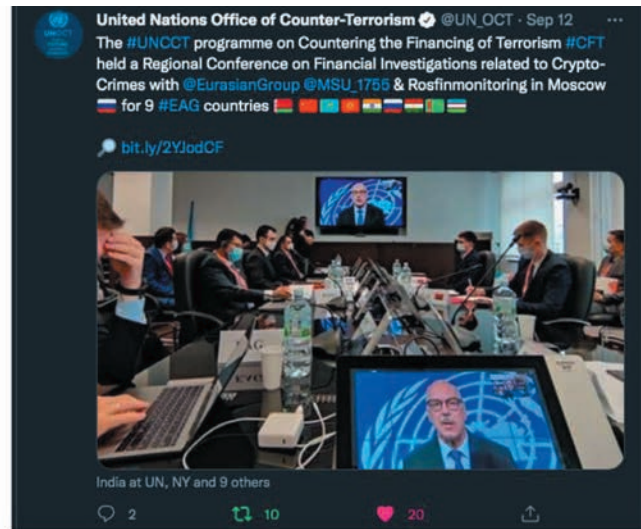 United Nations Office of Counter-Terrorism @UN_OCT · Sep 12 ...
The #UNCCT programme on Countering the Financing of Terrorism #CFT
held a Regional Conference on Financial Investigations related to Crypto-
Crimes with @EurasianGroup @MSU_1755 & Rosfinmonitoring in Moscow
for 9 #EAG countries
bit.ly/2YJodCF
India at UN, NY and 9 others
2 10 20